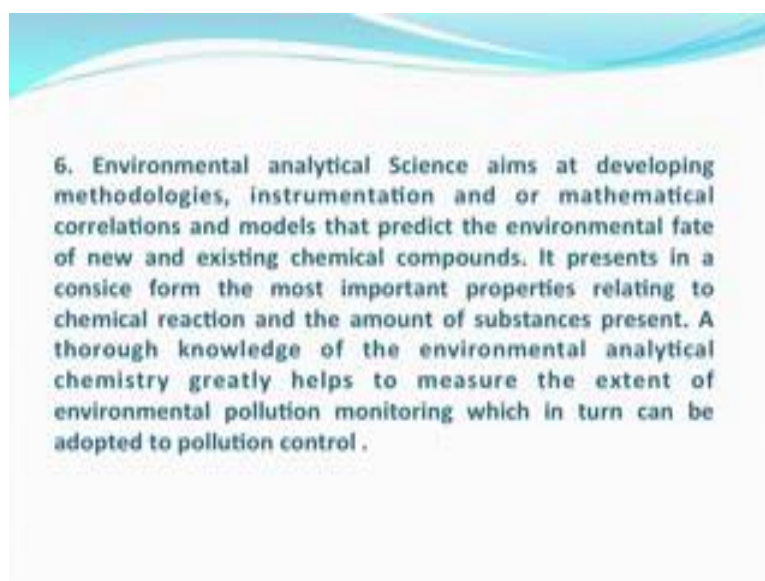 6. Environmental analytical Science aims at developing
methodologies, instrumentation and or mathematical
correlations and models that predict the environmental fate
of new and existing chemical compounds. It presents in a
consice form the most important properties relating to
chemical reaction and the amount of substances present. A
thorough knowledge of the environmental analytical
chemistry greatly helps to measure the extent of
environmental pollution monitoring which in turn can be
adopted to pollution control .